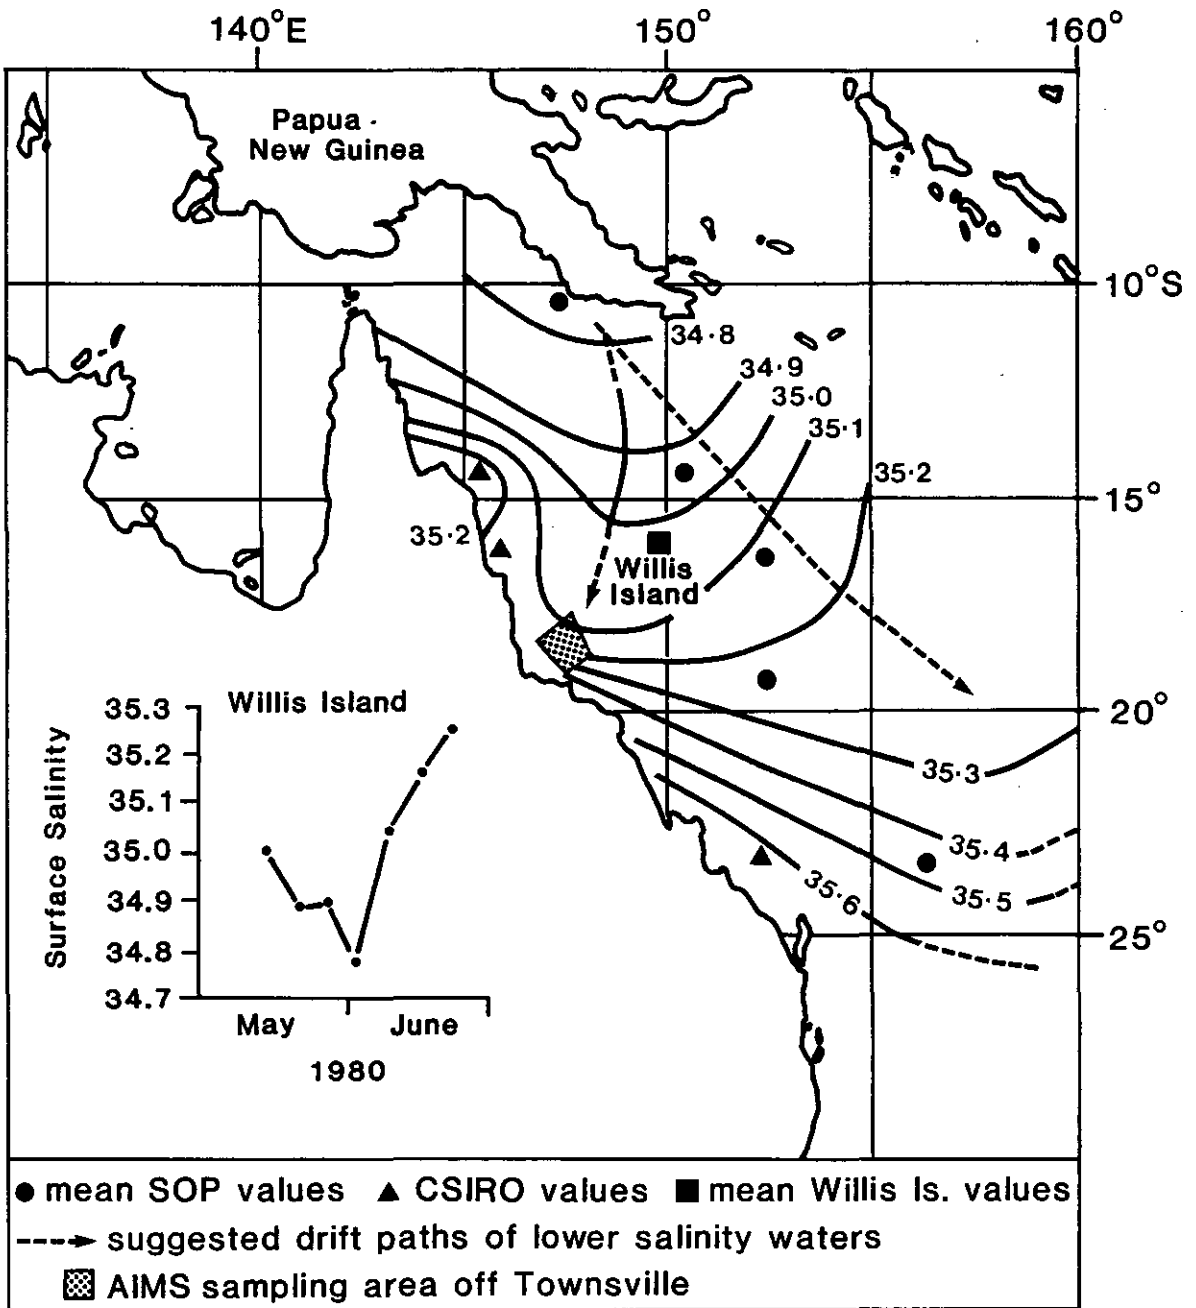 140°E 150° 160°
Papua
New Guinea
10°S
34·8
34·9
35·0
35·1
35·2
15°
35·2
Willis
Island
20°
35·3
35·4
35·5
35·6
25°
Willis Island
Surface Salinity
35.3
35.2
35.1
35.0
34.9
34.8
34.7
May June
1980
mean SOP values CSIRO values mean Willis Is. values
suggested drift paths of lower salinity waters
AIMS sampling area off Townsville